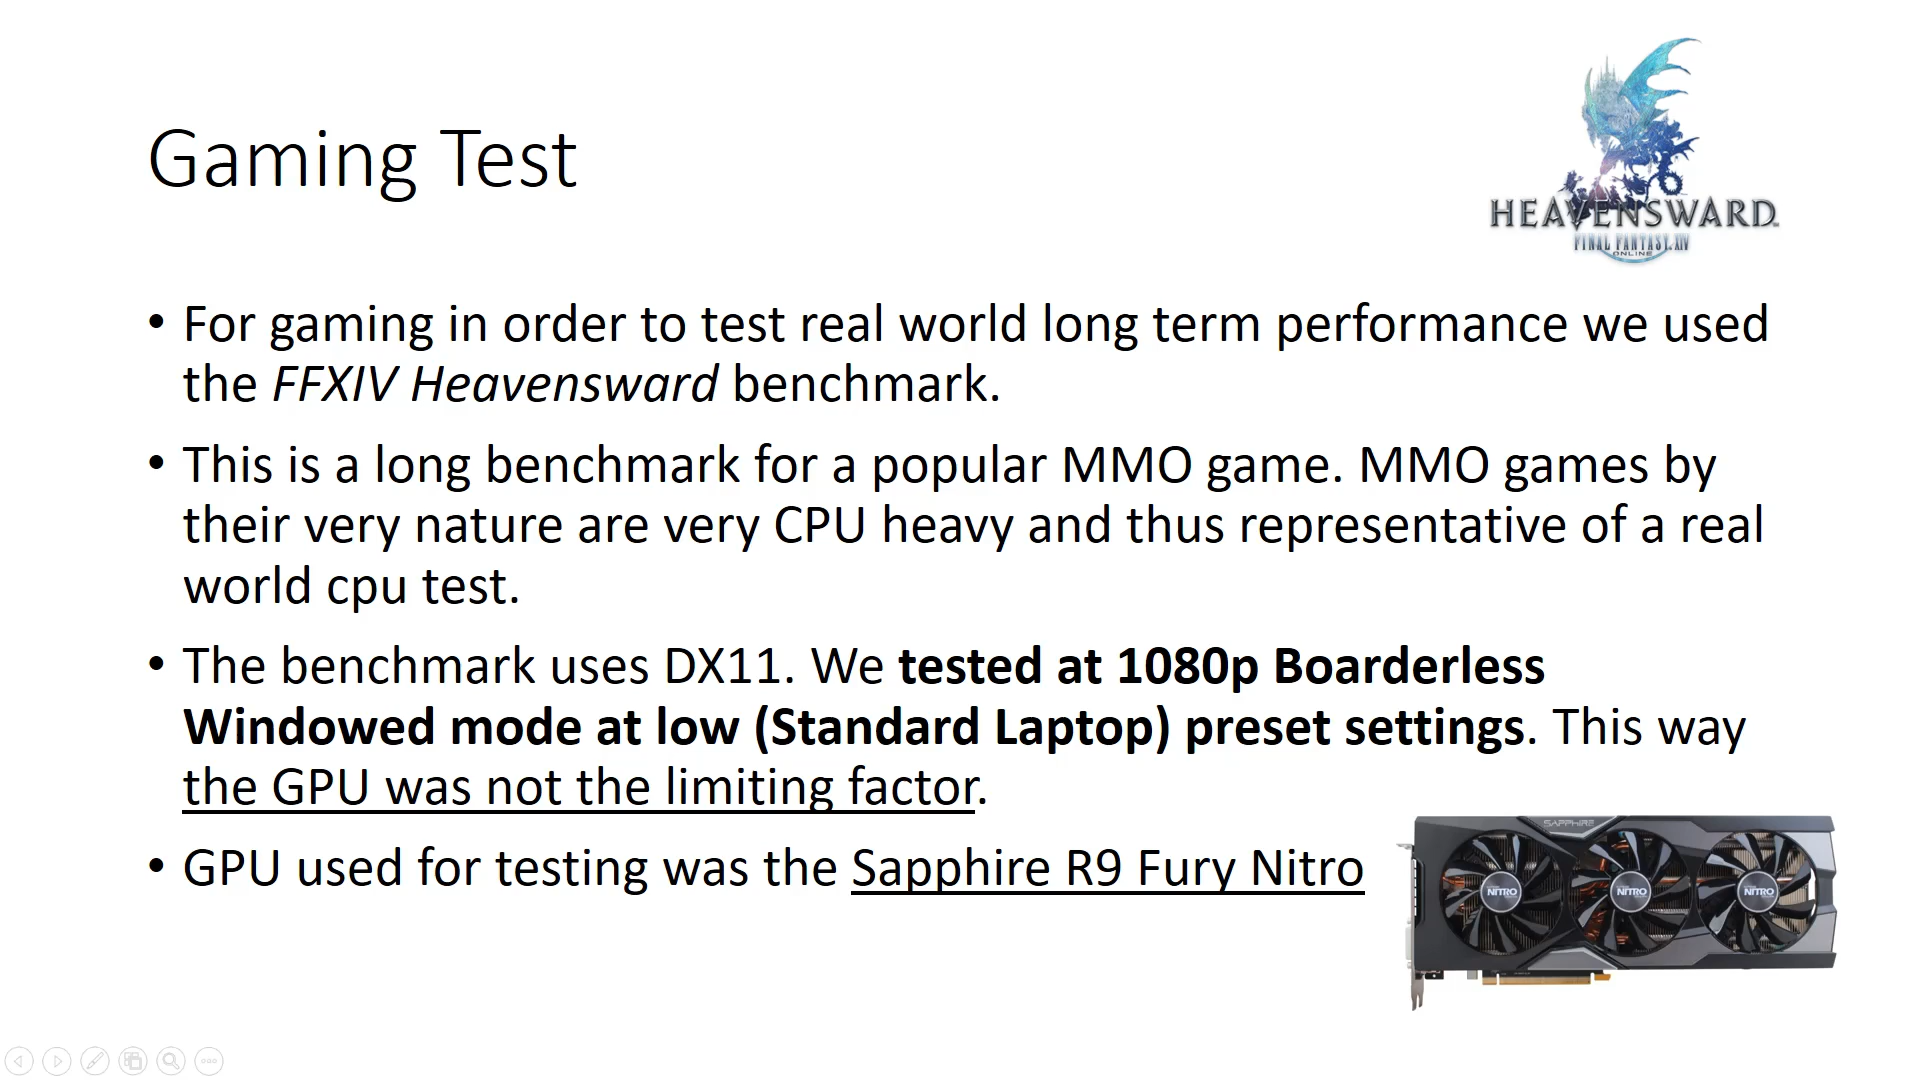 HEAVENSWARD
FINAL FANTASY XIV
ONLINE
Gaming Test
• For gaming in order to test real world long term performance we used
the FFXIV Heavensward benchmark.
• This is a long benchmark for a popular MMO game. MMO games by
their very nature are very CPU heavy and thus representative of a real
world cpu test.
• The benchmark uses DX11. We tested at 1080p Boarderless
Windowed mode at low (Standard Laptop) preset settings. This way
the GPU was not the limiting factor.
• GPU used for testing was the Sapphire R9 Fury Nitro
SAPPHIRE
NITRO
NITRO
NITRO